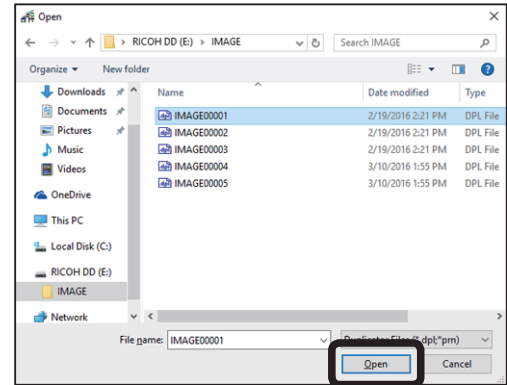 Open
RICOH DD (E:) > IMAGE
Search IMAGE
Organize
New folder
Name
Date modified
Type
Downloads
Documents
Pictures
Music
Videos
OneDrive
This PC
Local Disk (C:)
RICOH DD (E:)
IMAGE
Network
IMAGE00001 2/19/2016 2:21 PM DPL File
IMAGE00002 2/19/2016 2:21 PM DPL File
IMAGE00003 2/19/2016 2:21 PM DPL File
IMAGE00004 3/10/2016 1:55 PM DPL File
IMAGE00005 3/10/2016 1:55 PM DPL File
File name: IMAGE00001
Duplicator Files (*.dpl;*prn)
Open
Cancel